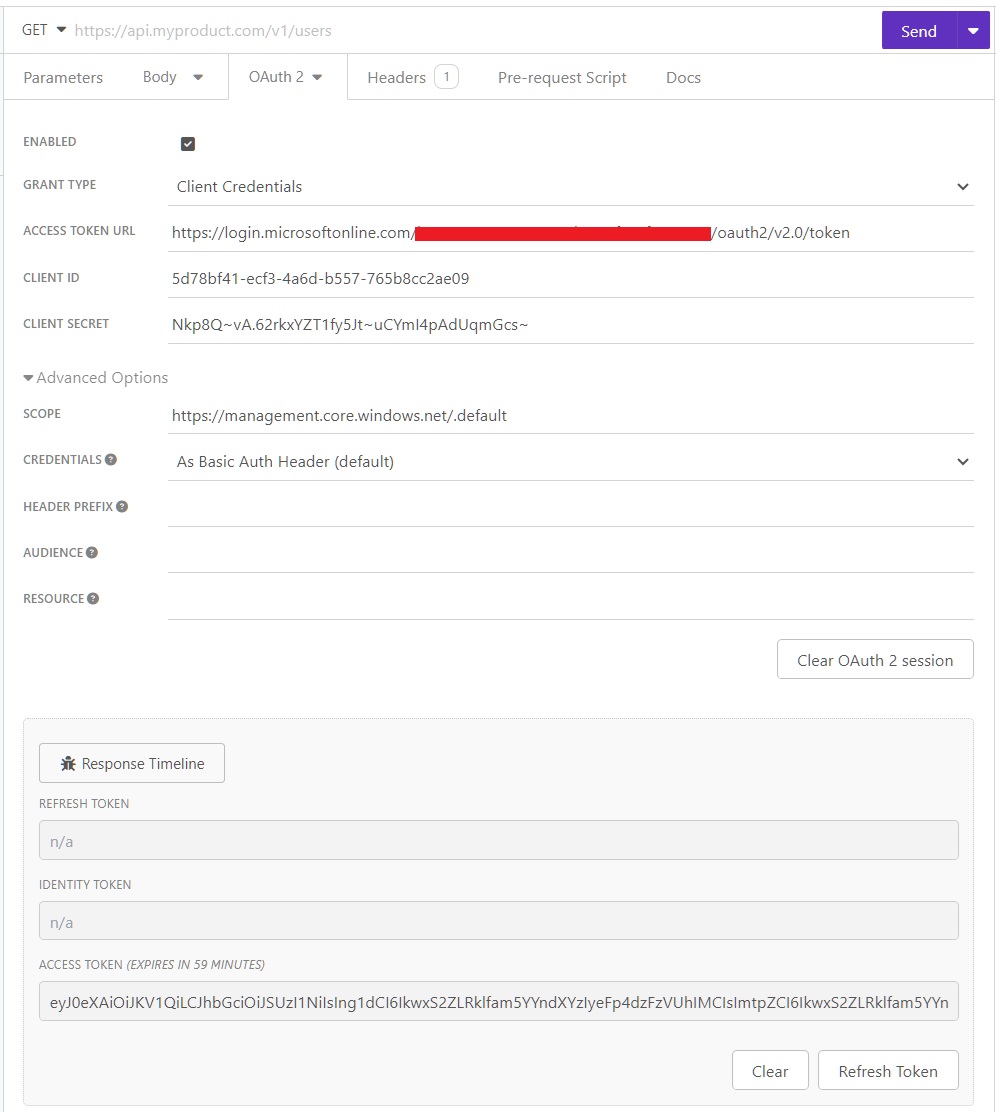 GET https://api.myproduct.com/v1/users Send
Parameters Body OAuth 2 Headers 1 Pre-request Script Docs
ENABLED
GRANT TYPE Client Credentials
ACCESS TOKEN URL https://login.microsoftonline.com/ /oauth2/v2.0/token
CLIENT ID 5d78bf41-ecf3-4a6d-b557-765b8cc2ae09
CLIENT SECRET Nkp8Q~vA.62rkxYZT1fy5Jt~uCYmI4pAdUqmGcs~
Advanced Options
SCOPE https://management.core.windows.net/.default
CREDENTIALS ? As Basic Auth Header (default)
HEADER PREFIX ?
AUDIENCE ?
RESOURCE ?
Clear OAuth 2 session
Response Timeline
REFRESH TOKEN
n/a
IDENTITY TOKEN
n/a
ACCESS TOKEN (EXPIRES IN 59 MINUTES)
eyJ0eXAiOiJKV1QiLCJhbGciOiJSUzI1NiIsIng1dCI6IkwxS2ZLRklfam5YYndXYzIyeFp4dzFzVUhIMCIsImtpZCI6IkwxS2ZLRklfam5YYn
Clear Refresh Token